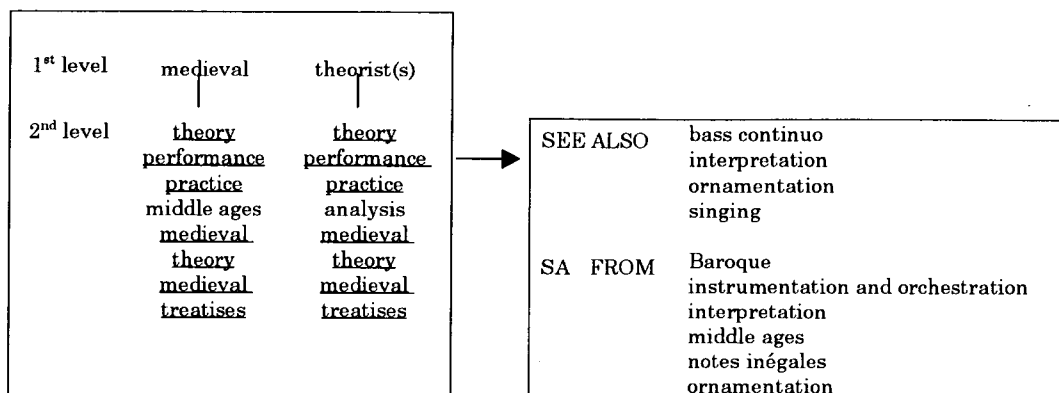 1st level medieval theorist(s)
2nd level theory theory
performance performance
practice practice
middle ages analysis
medieval medieval
theory theory
medieval medieval
treatises treatises
SEE ALSO bass continuo
interpretation
ornamentation
singing
SA FROM Baroque
instrumentation and orchestration
interpretation
middle ages
notes inégales
ornamentation